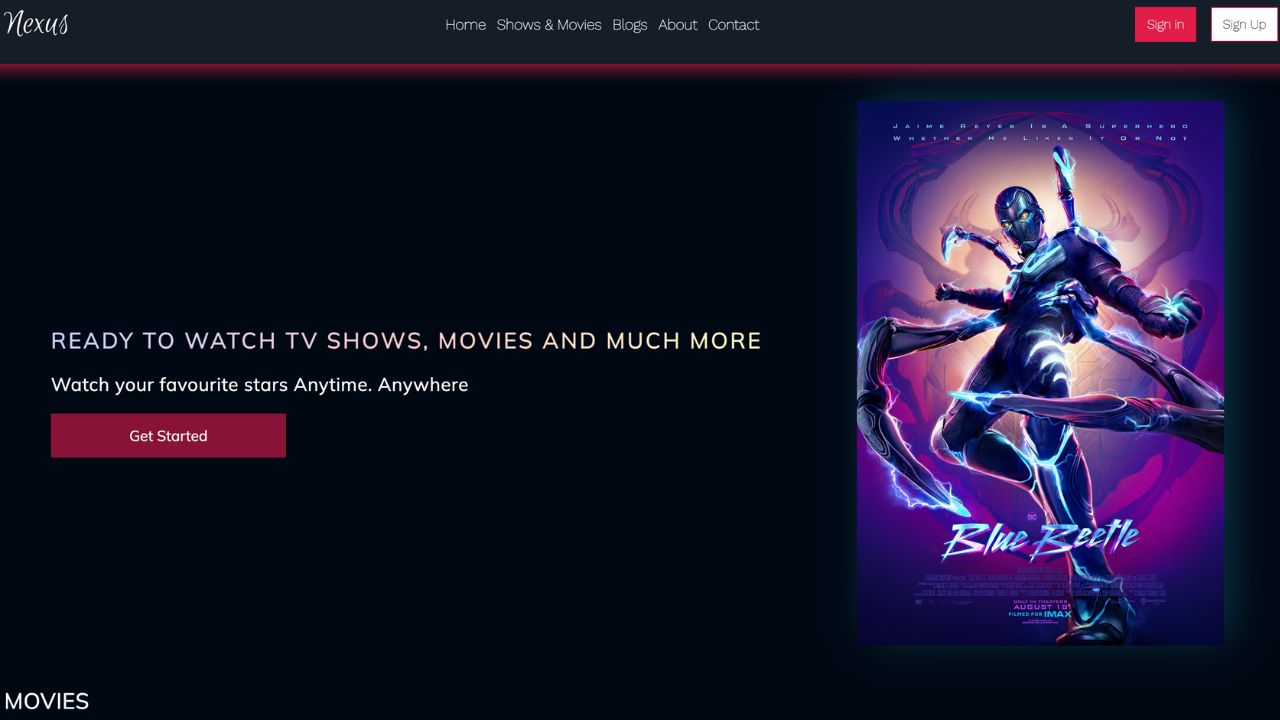 Nexus
Home Shows & Movies Blogs About Contact
Sign in Sign Up
JAIME REYES IS A SUPERHERO
WHETHER HE LIKES IT OR NOT
READY TO WATCH TV SHOWS, MOVIES AND MUCH MORE
Watch your favourite stars Anytime. Anywhere
Get Started
DC
Blue Beetle
ONLY IN THEATERS
AUGUST 18
FILMED FOR IMAX
MOVIES